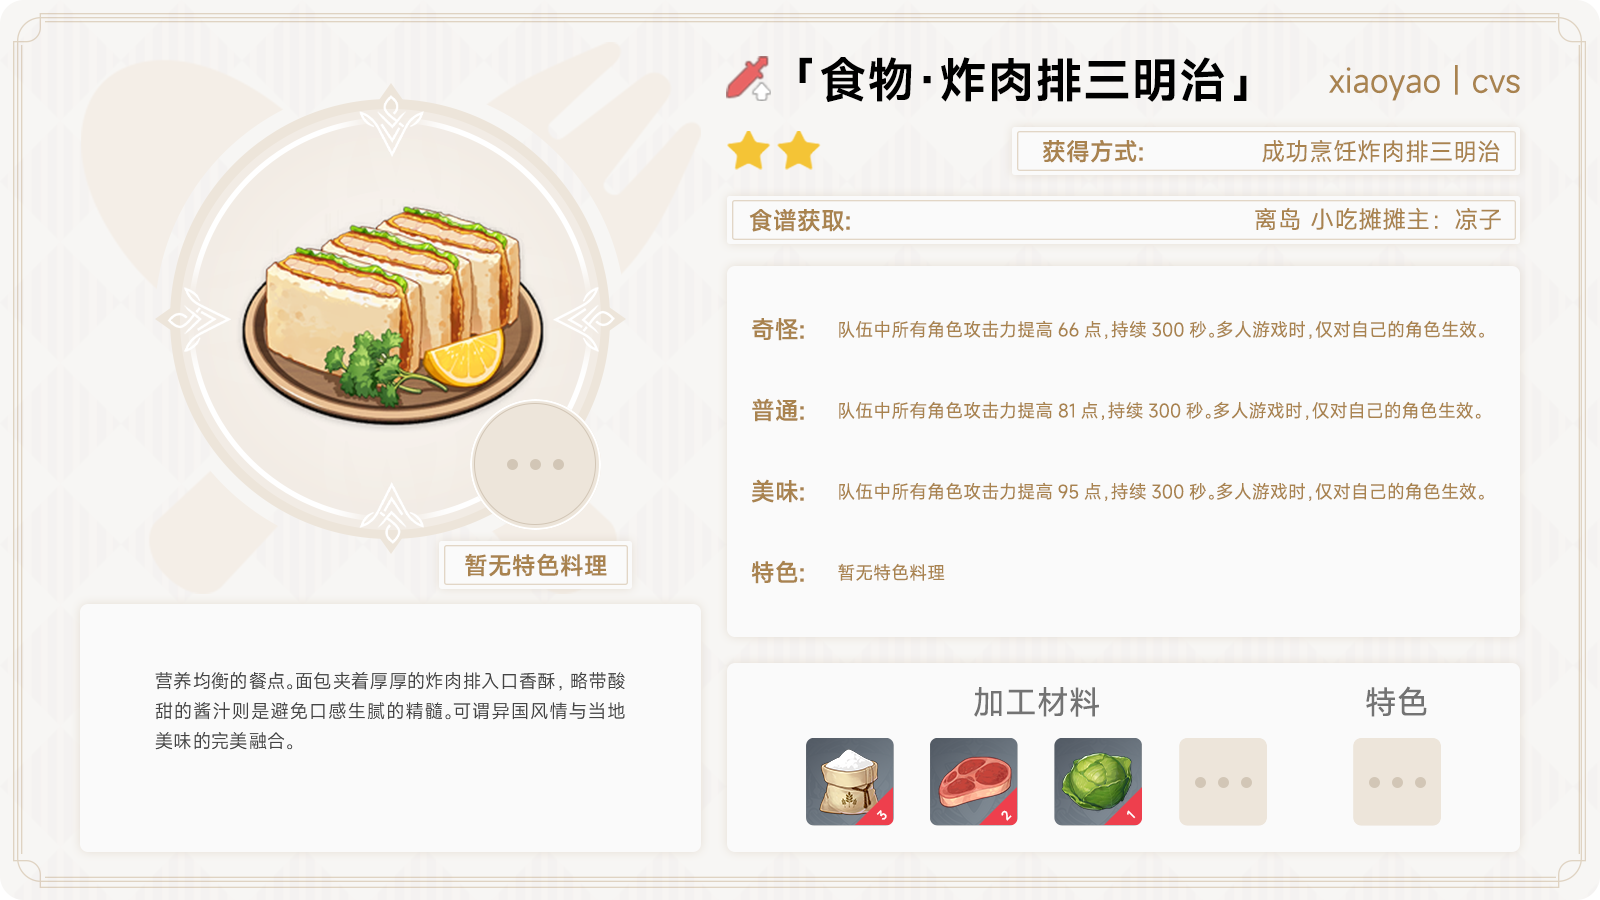 「食物·炸肉排三明治」
xiaoyao | cvs
获得方式: 成功烹饪炸肉排三明治
食谱获取: 离岛 小吃摊摊主：凉子
奇怪: 队伍中所有角色攻击力提高 66 点,持续 300 秒。多人游戏时,仅对自己的角色生效。
普通: 队伍中所有角色攻击力提高 81 点,持续 300 秒。多人游戏时,仅对自己的角色生效。
美味: 队伍中所有角色攻击力提高 95 点,持续 300 秒。多人游戏时,仅对自己的角色生效。
特色: 暂无特色料理
暂无特色料理
营养均衡的餐点。面包夹着厚厚的炸肉排入口香酥，略带酸
甜的酱汁则是避免口感生腻的精髓。可谓异国风情与当地
美味的完美融合。
加工材料
特色
3
2
1